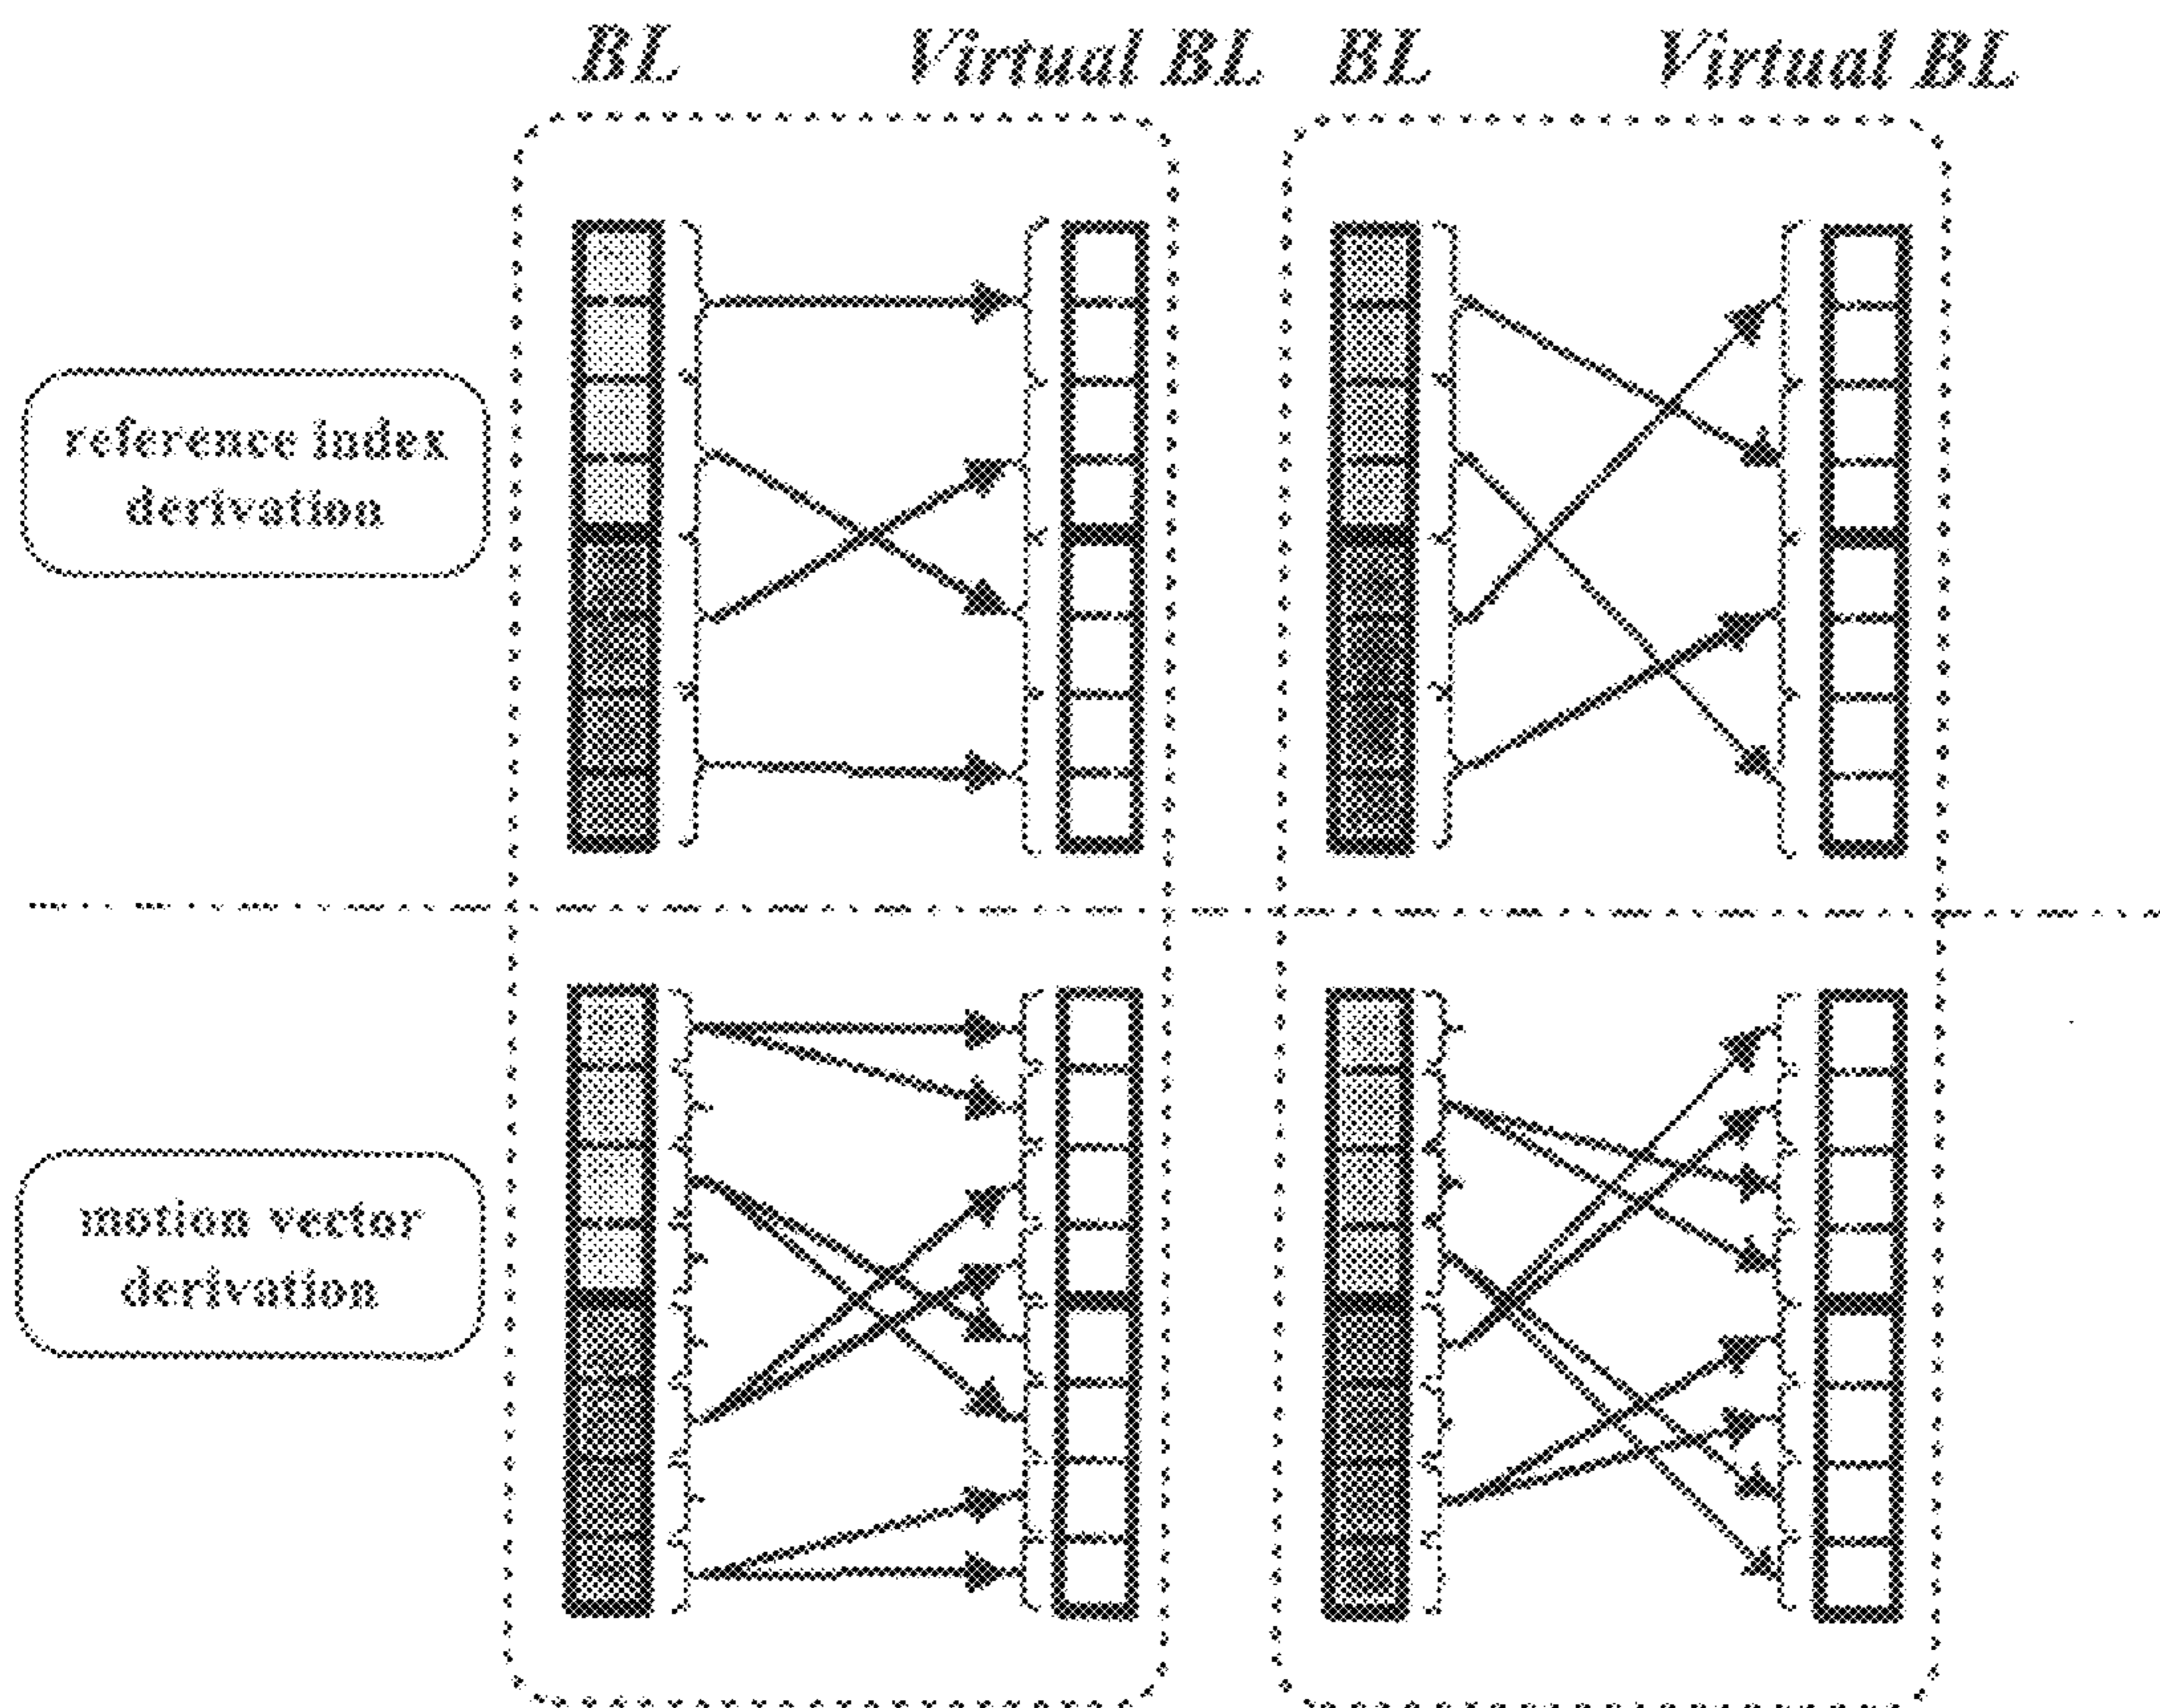 BL Virtual BL BL Virtual BL
reference index
derivation
motion vector
derivation